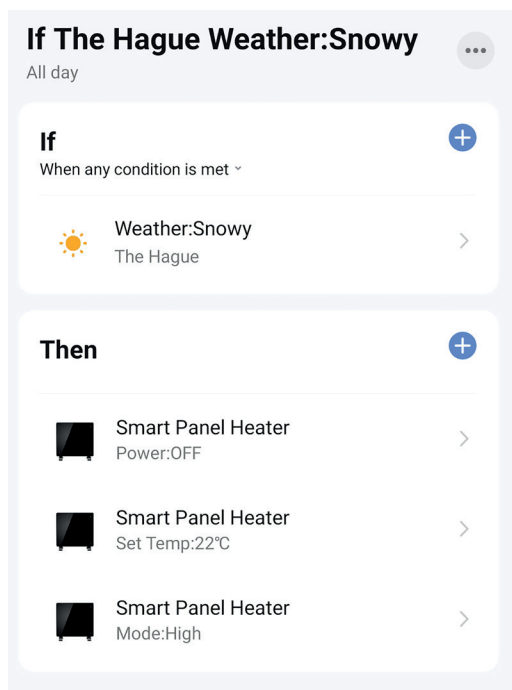 If The Hague Weather:Snowy
All day
If
When any condition is met
Weather:Snowy
The Hague
Then
Smart Panel Heater
Power:OFF
Smart Panel Heater
Set Temp:22℃
Smart Panel Heater
Mode:High